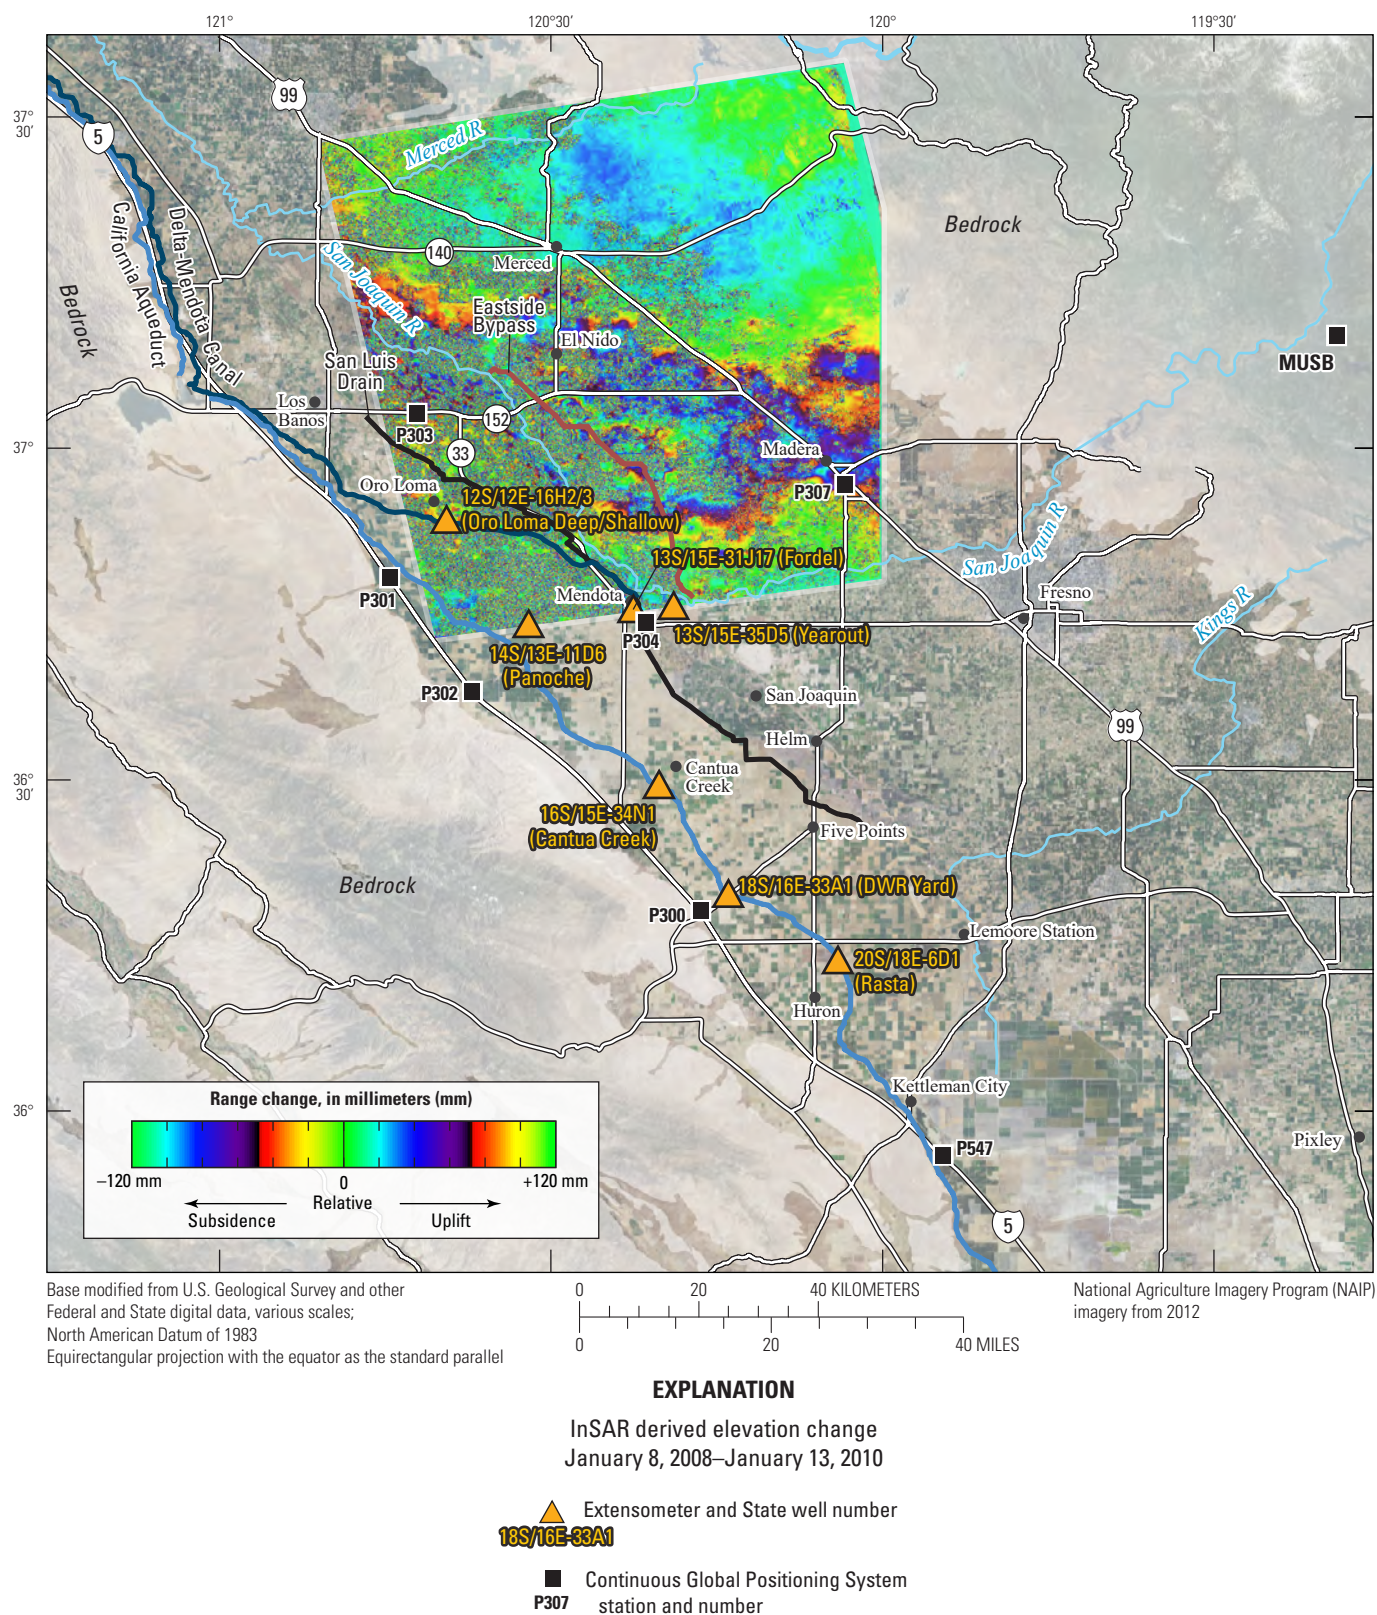 121°
120°30′
120°
119°30′
99
37°
30′
5
Merced R
Bedrock
Delta-Mendota Canal
California Aqueduct
140
Merced
San Joaquin R
Bedrock
Eastside
Bypass
El Nido
MUSB
San Luis
Drain
Los
Banos
P303
152
33
37°
Madera
P307
Oro Loma
12S/12E-16H2/3
(Oro Loma Deep/Shallow)
San Joaquin R
13S/15E-31J17 (Fordel)
P301
Mendota
Fresno
Kings R
P304
13S/15E-35D5 (Yearout)
14S/13E-11D6
(Panoche)
P302
San Joaquin
99
Helm
Cantua
Creek
36°
30′
16S/15E-34N1
(Cantua Creek)
Five Points
Bedrock
18S/16E-33A1 (DWR Yard)
P300
Lemoore Station
20S/18E-6D1
(Rasta)
Huron
Kettleman City
36°
Pixley
P547
5
Range change, in millimeters (mm)
–120 mm
0
+120 mm
Relative
Subsidence
Uplift
Base modified from U.S. Geological Survey and other
Federal and State digital data, various scales;
North American Datum of 1983
Equirectangular projection with the equator as the standard parallel
0 20 40 KILOMETERS
0 20 40 MILES
National Agriculture Imagery Program (NAIP)
imagery from 2012
EXPLANATION
InSAR derived elevation change
January 8, 2008–January 13, 2010
Extensometer and State well number
18S/16E-33A1
Continuous Global Positioning System
station and number
P307